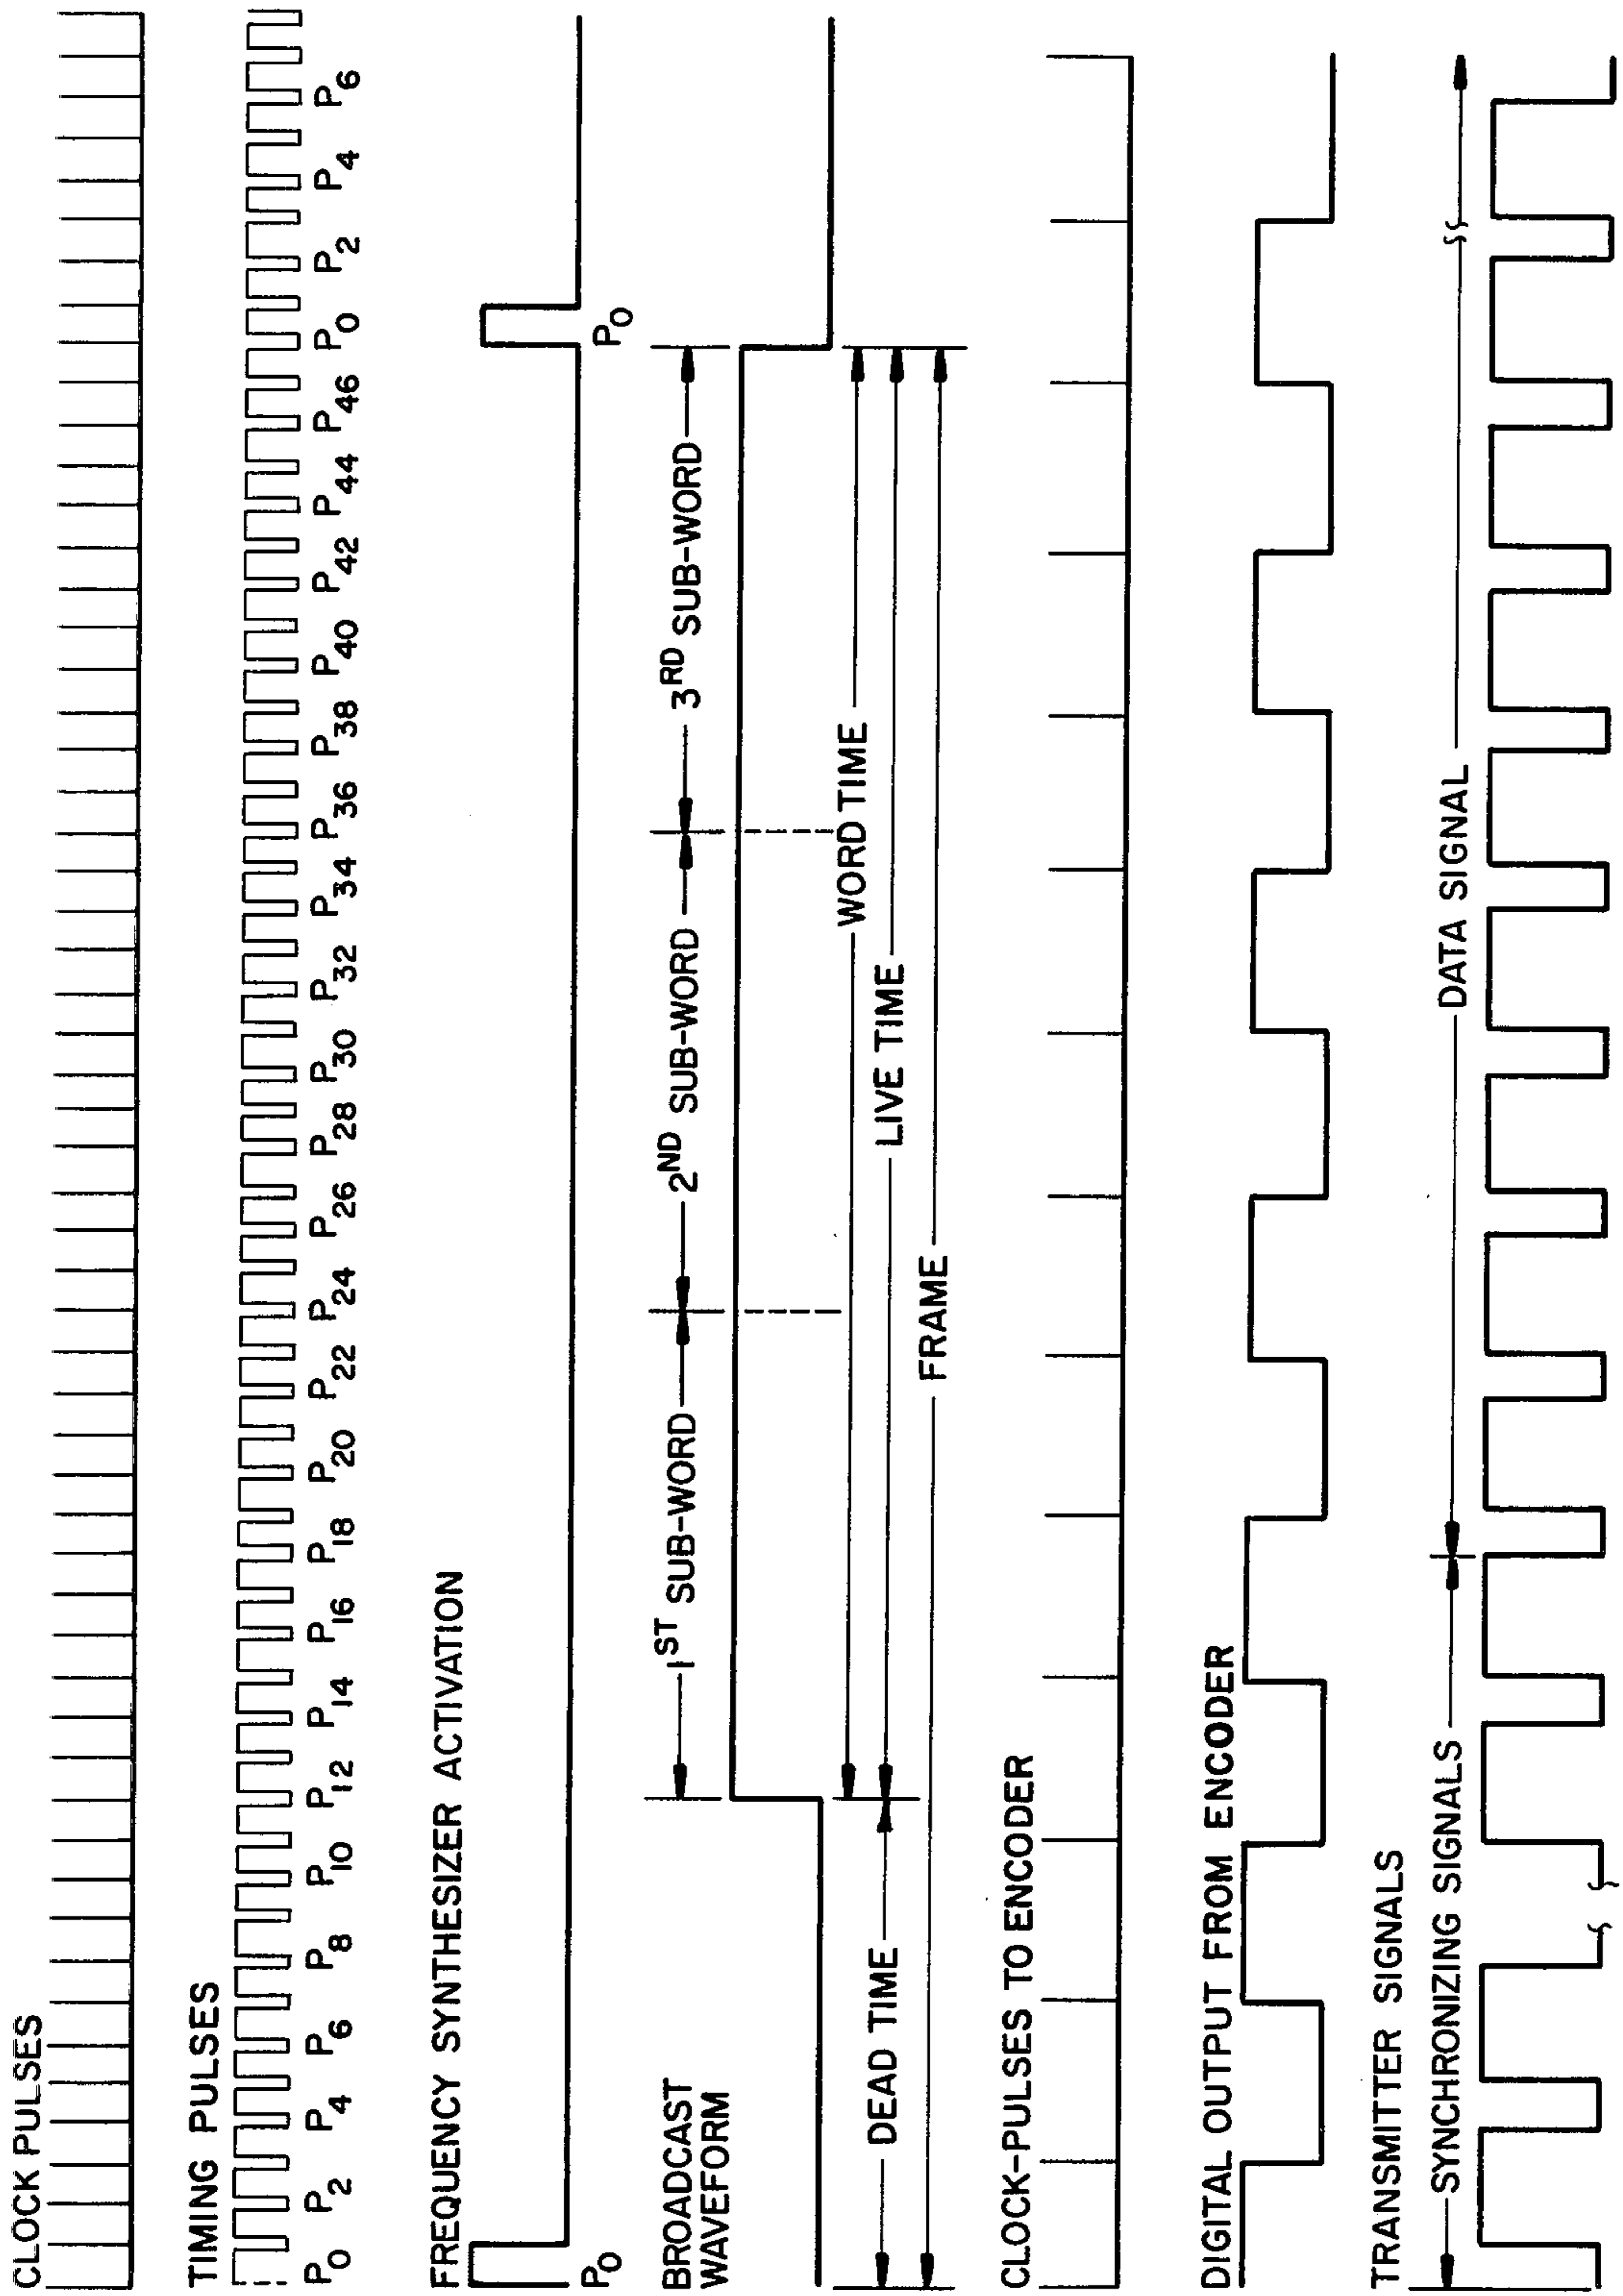 CLOCK PULSES
TIMING PULSES
P0 P2 P4 P6 P8 P10 P12 P14 P16 P18 P20 P22 P24 P26 P28 P30 P32 P34 P36 P38 P40 P42 P44 P46 P0 P2 P4 P6
FREQUENCY SYNTHESIZER ACTIVATION
P0 P0
BROADCAST
WAVEFORM
1ST SUB-WORD 2ND SUB-WORD 3RD SUB-WORD
WORD TIME
DEAD TIME LIVE TIME
FRAME
CLOCK-PULSES TO ENCODER
DIGITAL OUTPUT FROM ENCODER
TRANSMITTER SIGNALS
SYNCHRONIZING SIGNALS DATA SIGNAL